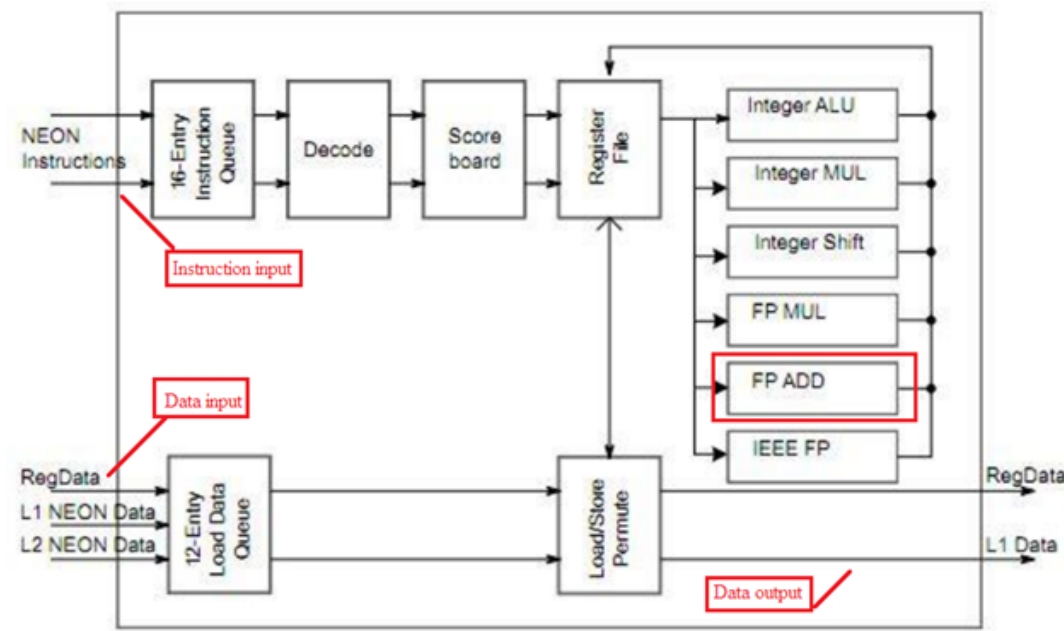 NEON
Instructions
16-Entry
Instruction
Queue
Decode
Score
board
Register
File
Integer ALU
Integer MUL
Integer Shift
FP MUL
FP ADD
IEEE FP
Instruction input
Data input
RegData
L1 NEON Data
L2 NEON Data
12-Entry
Load Data
Queue
Load/Store
Permute
RegData
L1 Data
Data output